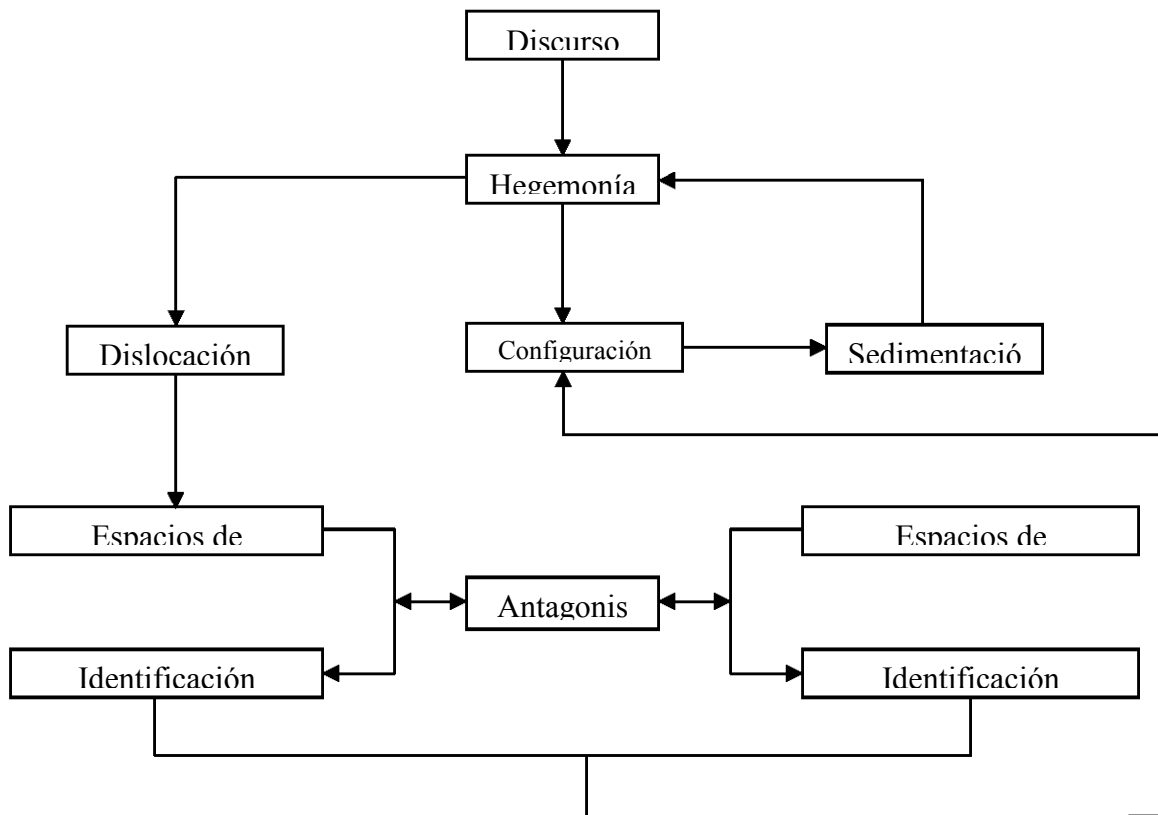 Discurso
Hegemonía
Dislocación
Configuración
Sedimentació
Espacios de
Espacios de
Antagonis
Identificación
Identificación